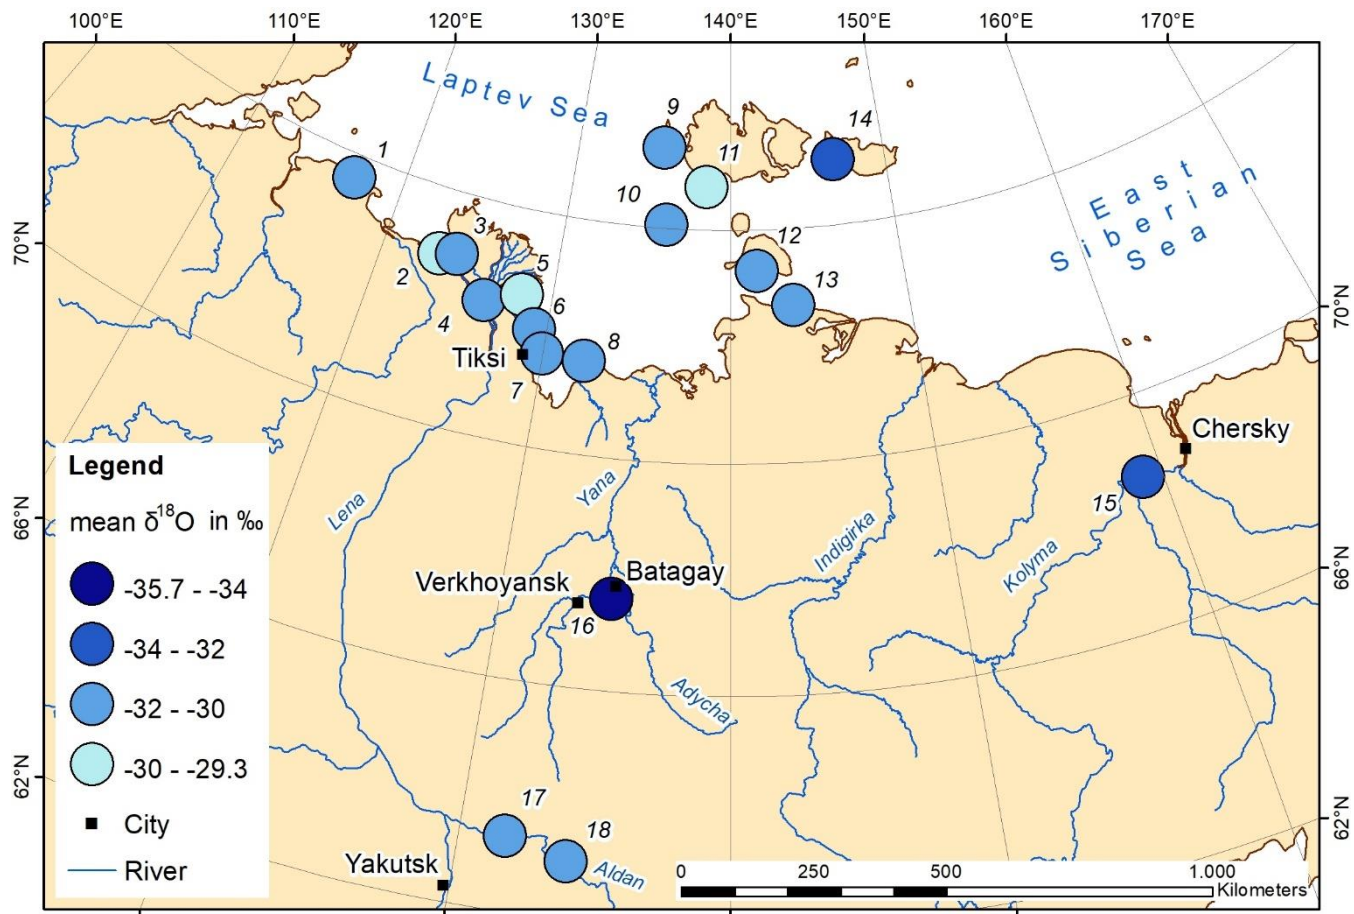 100°E 110°E 120°E 130°E 140°E 150°E 160°E 170°E
Laptev Sea
East
Siberian
Sea
70°N
66°N
62°N
70°N
66°N
62°N
1
2
3
4
5
6
7
8
9
10
11
12
13
14
15
16
17
18
Tiksi
Chersky
Verkhoyansk
Batagay
Yakutsk
Lena
Yana
Indigirka
Kolyma
Adycha
Aldan
Legend
mean δ¹⁸O in ‰
-35.7 - -34
-34 - -32
-32 - -30
-30 - -29.3
City
River
0 250 500 1.000
Kilometers